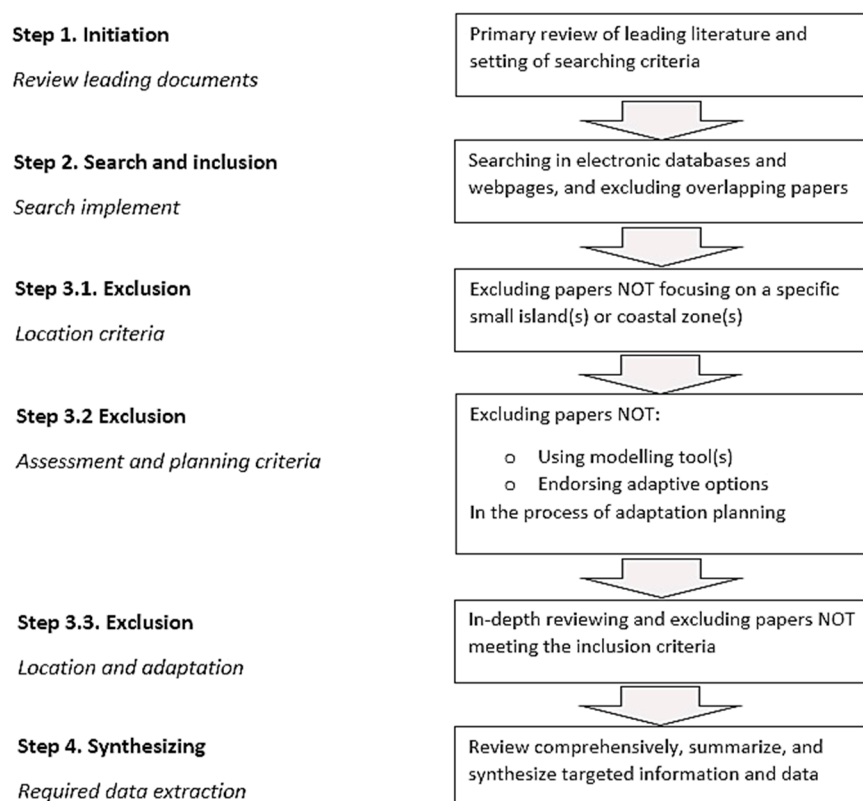 Step 1. Initiation
Review leading documents
Primary review of leading literature and
setting of searching criteria
Step 2. Search and inclusion
Search implement
Searching in electronic databases and
webpages, and excluding overlapping papers
Step 3.1. Exclusion
Location criteria
Excluding papers NOT focusing on a specific
small island(s) or coastal zone(s)
Step 3.2 Exclusion
Assessment and planning criteria
Excluding papers NOT:
o Using modelling tool(s)
o Endorsing adaptive options
In the process of adaptation planning
Step 3.3. Exclusion
Location and adaptation
In-depth reviewing and excluding papers NOT
meeting the inclusion criteria
Step 4. Synthesizing
Required data extraction
Review comprehensively, summarize, and
synthesize targeted information and data